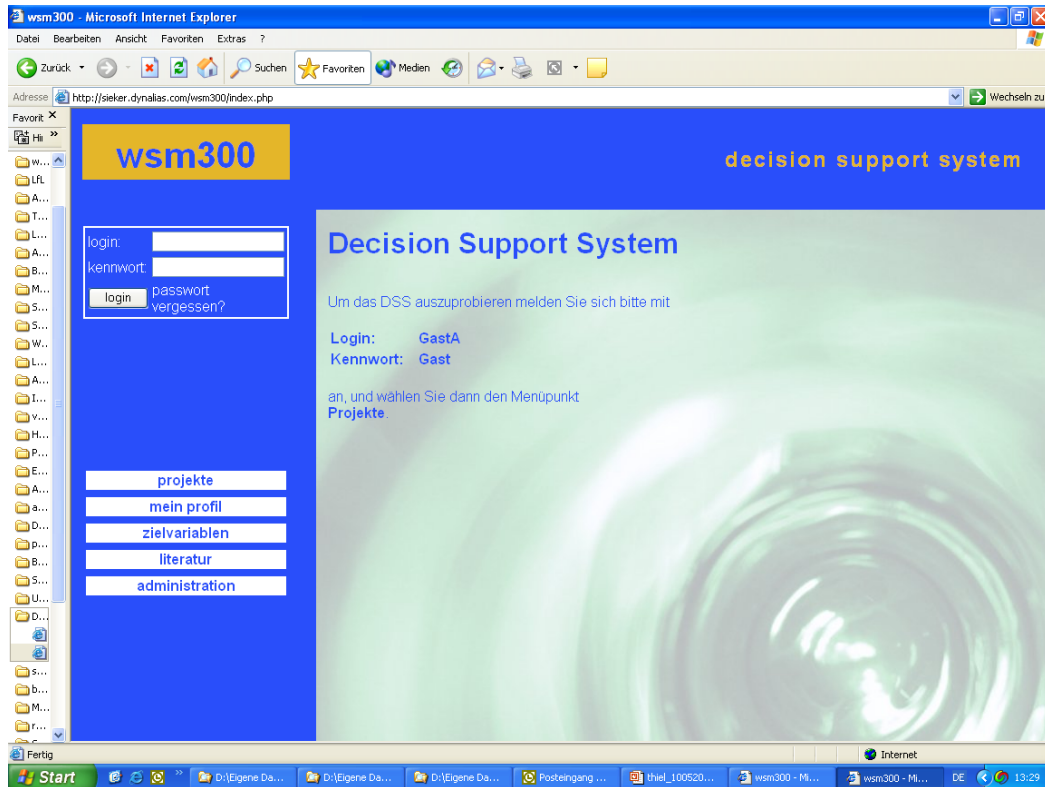 wsm300 - Microsoft Internet Explorer
Datei Bearbeiten Ansicht Favoriten Extras ?
Zurück Suchen Favoriten Medien
Adresse http://sieker.dynalias.com/wsm300/index.php Wechseln zu
Favorit
Hi »
w...
LfL
A...
T...
L...
A...
B...
M...
S...
S...
W...
L...
A...
I...
v...
H...
P...
E...
A...
a...
D...
p...
B...
S...
U...
D...
s...
b...
M...
r...
wsm300
decision support system
login:
kennwort:
login passwort
vergessen?
projekte
mein profil
zielvariablen
literatur
administration
Decision Support System
Um das DSS auszuprobieren melden Sie sich bitte mit
Login: GastA
Kennwort: Gast
an, und wählen Sie dann den Menüpunkt
Projekte.
Fertig Internet
Start » D:\Eigene Da... D:\Eigene Da... D:\Eigene Da... Posteingang ... thiel_100520... wsm300 - Mi... wsm300 - Mi... DE 13:29